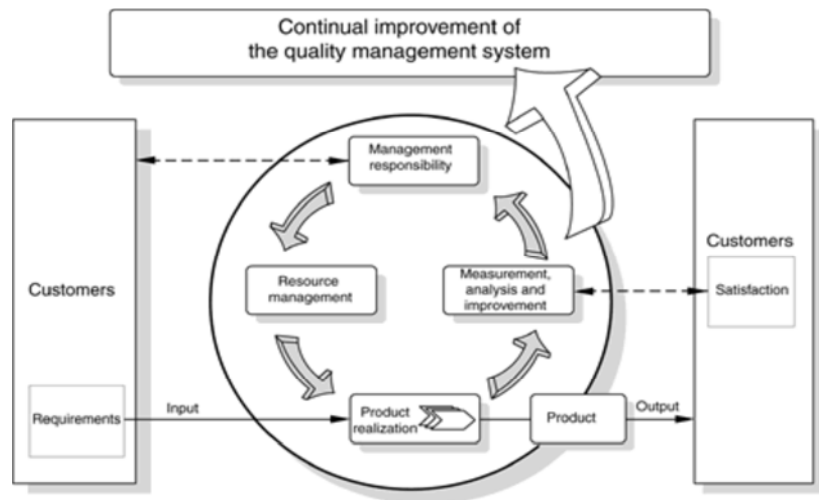 Continual improvement of
the quality management system
Management
responsibility
Customers
Resource
management
Measurement,
analysis and
improvement
Customers
Satisfaction
Requirements
Input
Product
realization
Product
Output